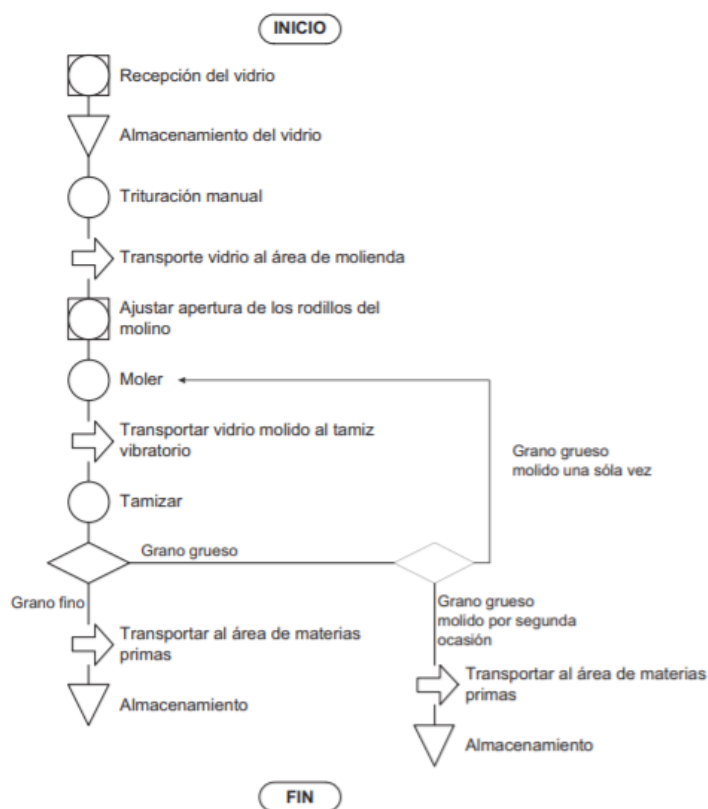 INICIO
Recepción del vidrio
Almacenamiento del vidrio
Trituración manual
Transporte vidrio al área de molienda
Ajustar apertura de los rodillos del
molino
Moler
Transportar vidrio molido al tamiz
vibratorio
Grano grueso
molido una sóla vez
Tamizar
Grano grueso
Grano fino
Grano grueso
molido por segunda
ocasión
Transportar al área de materias
primas
Almacenamiento
Transportar al área de materias
primas
Almacenamiento
FIN